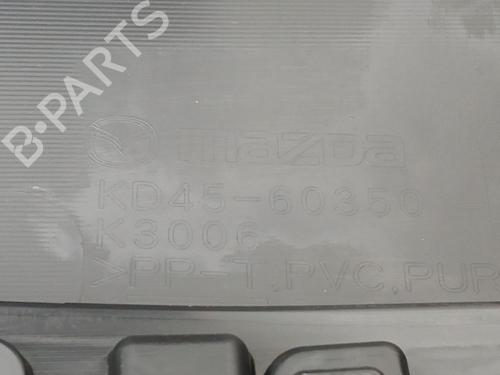 B-PARTS
mazda
KD45-60350
K3006
>PP-T.PVC.PUR